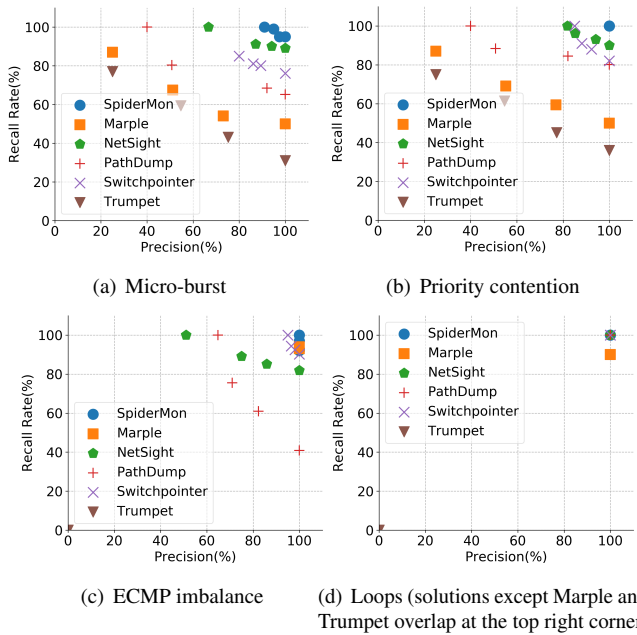 100
80
60
40
20
0
Recall Rate(%)
SpiderMon
Marple
NetSight
PathDump
Switchpointer
Trumpet
0 20 40 60 80 100
Precision(%)
(a) Micro-burst
100
80
60
40
20
0
Recall Rate(%)
SpiderMon
Marple
NetSight
PathDump
Switchpointer
Trumpet
0 20 40 60 80 100
Precision(%)
(b) Priority contention
100
80
60
40
20
0
Recall Rate(%)
SpiderMon
Marple
NetSight
PathDump
Switchpointer
Trumpet
0 20 40 60 80 100
Precision(%)
(c) ECMP imbalance
100
80
60
40
20
0
Recall Rate(%)
SpiderMon
Marple
NetSight
PathDump
Switchpointer
Trumpet
0 20 40 60 80 100
Precision(%)
(d) Loops (solutions except Marple an
Trumpet overlap at the top right corner